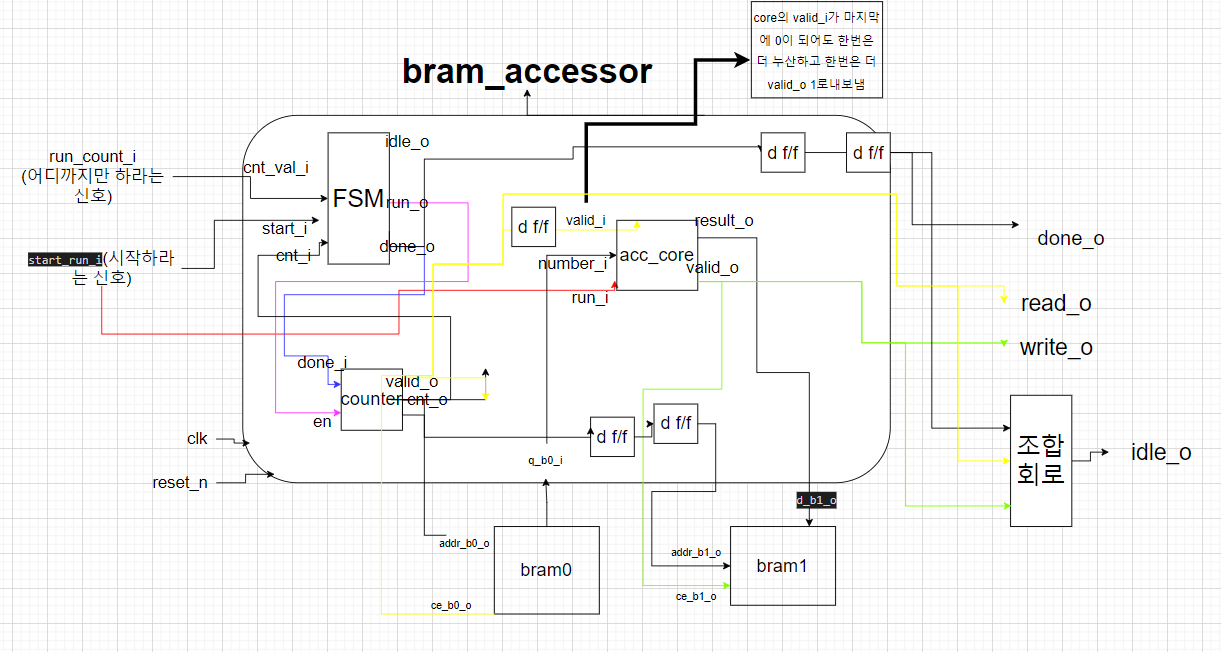 core의 valid_i가 마지막
에 0이 되어도 한번은
더 누산하고 한번은 더
valid_o 1로내보냄
bram_accessor
run_count_i
(어디까지만 하라는
신호)
cnt_val_i
FSM
idle_o
run_o
done_o
start_i
cnt_i
start_run_i(시작하라
는 신호)
d f/f
valid_i
number_i
acc_core
result_o
valid_o
run_i
d f/f
d f/f
done_o
read_o
write_o
done_i
valid_o
counter
cnt_o
en
clk
reset_n
d f/f
d f/f
q_b0_i
d_b1_o
조합
회로
idle_o
addr_b0_o
bram0
ce_b0_o
addr_b1_o
bram1
ce_b1_o